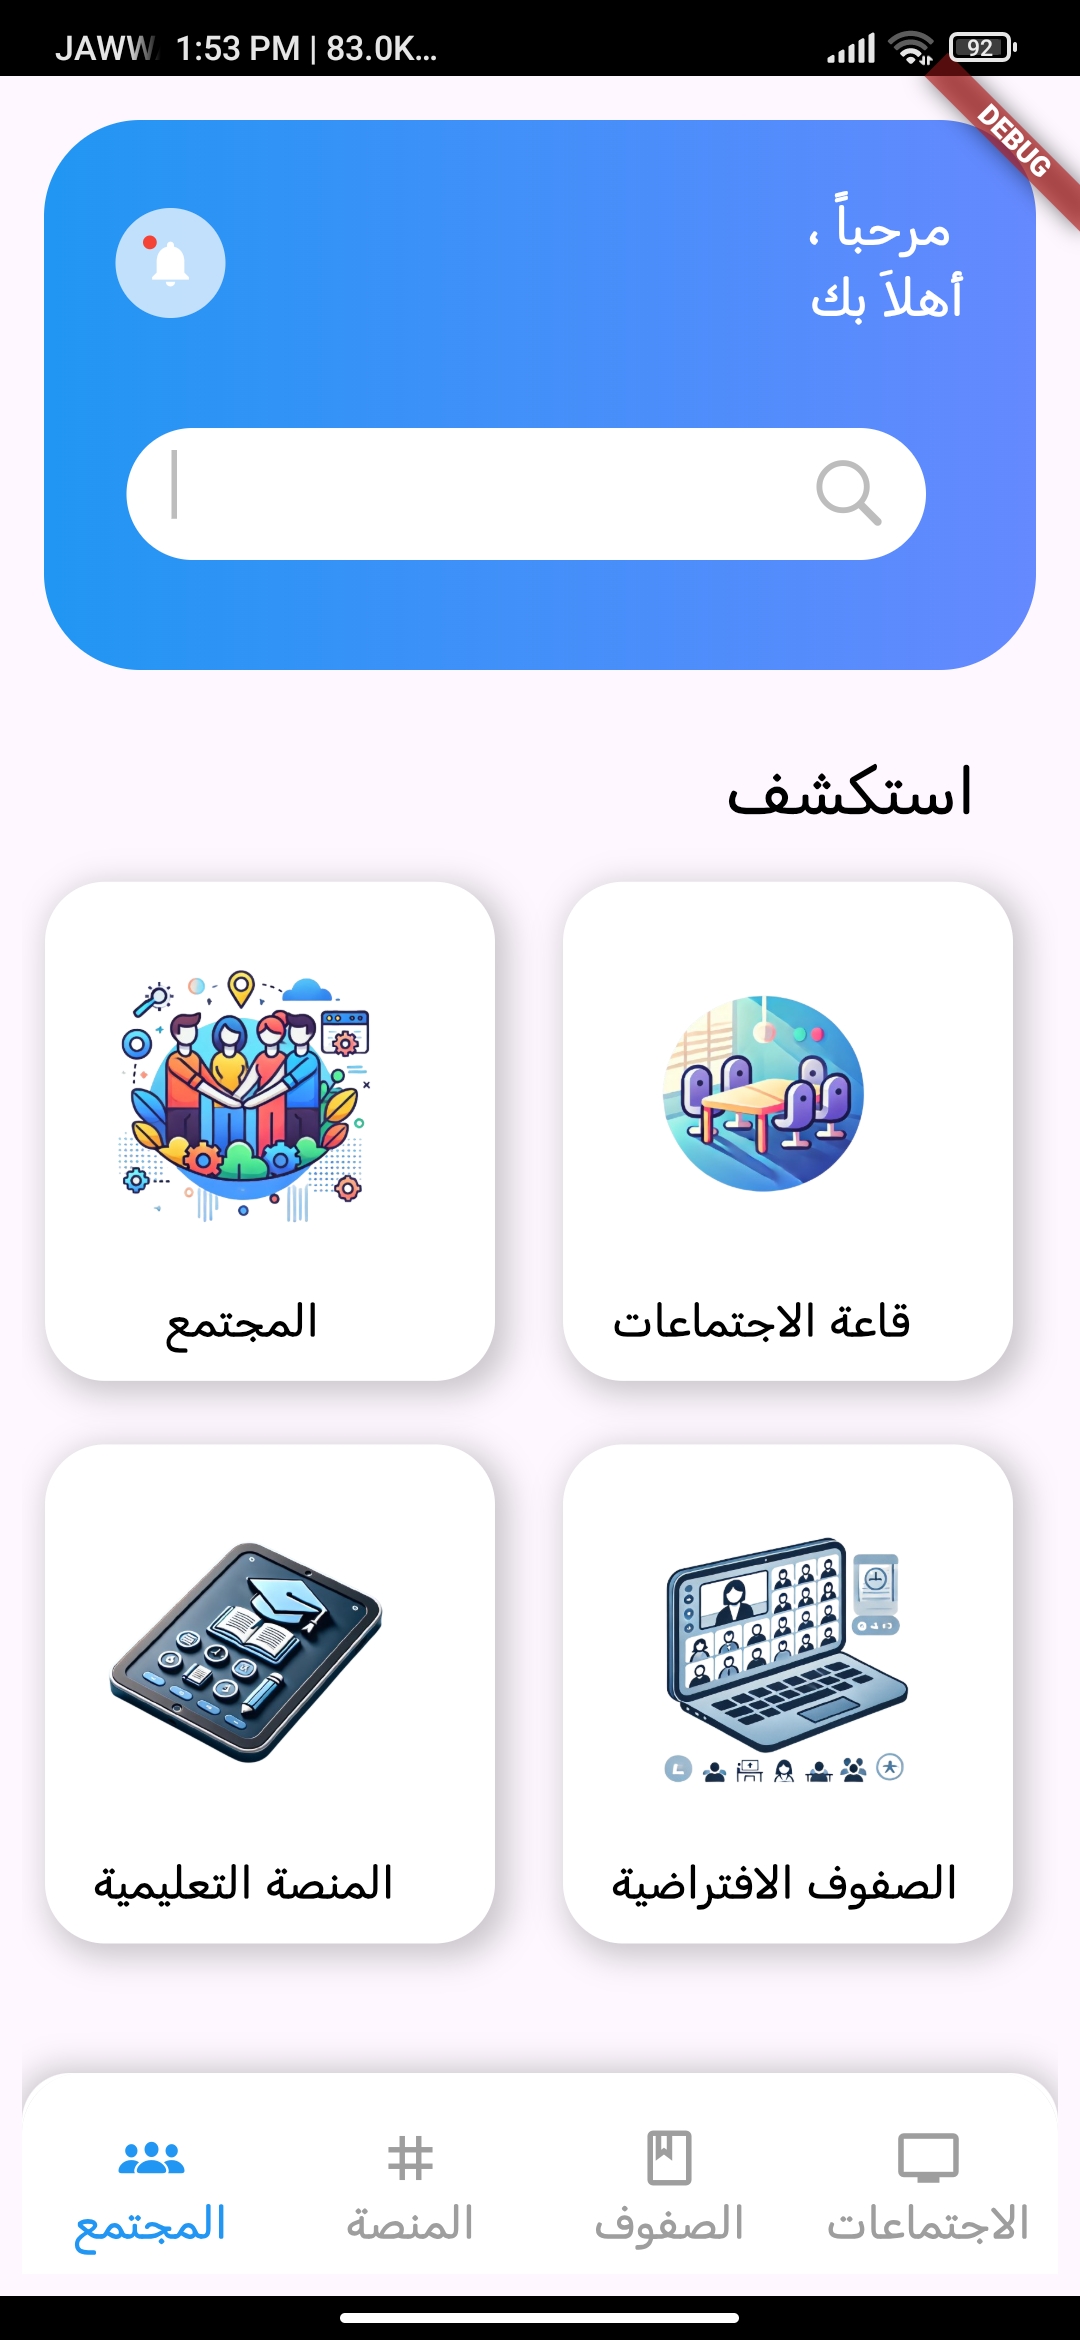 JAWW 1:53 PM | 83.0K... 92
DEBUG
مرحباً ،
أهلاَ بك
استكشف
قاعة الاجتماعات
المجتمع
الصفوف الافتراضية
المنصة التعليمية
الاجتماعات
الصفوف
المنصة
المجتمع